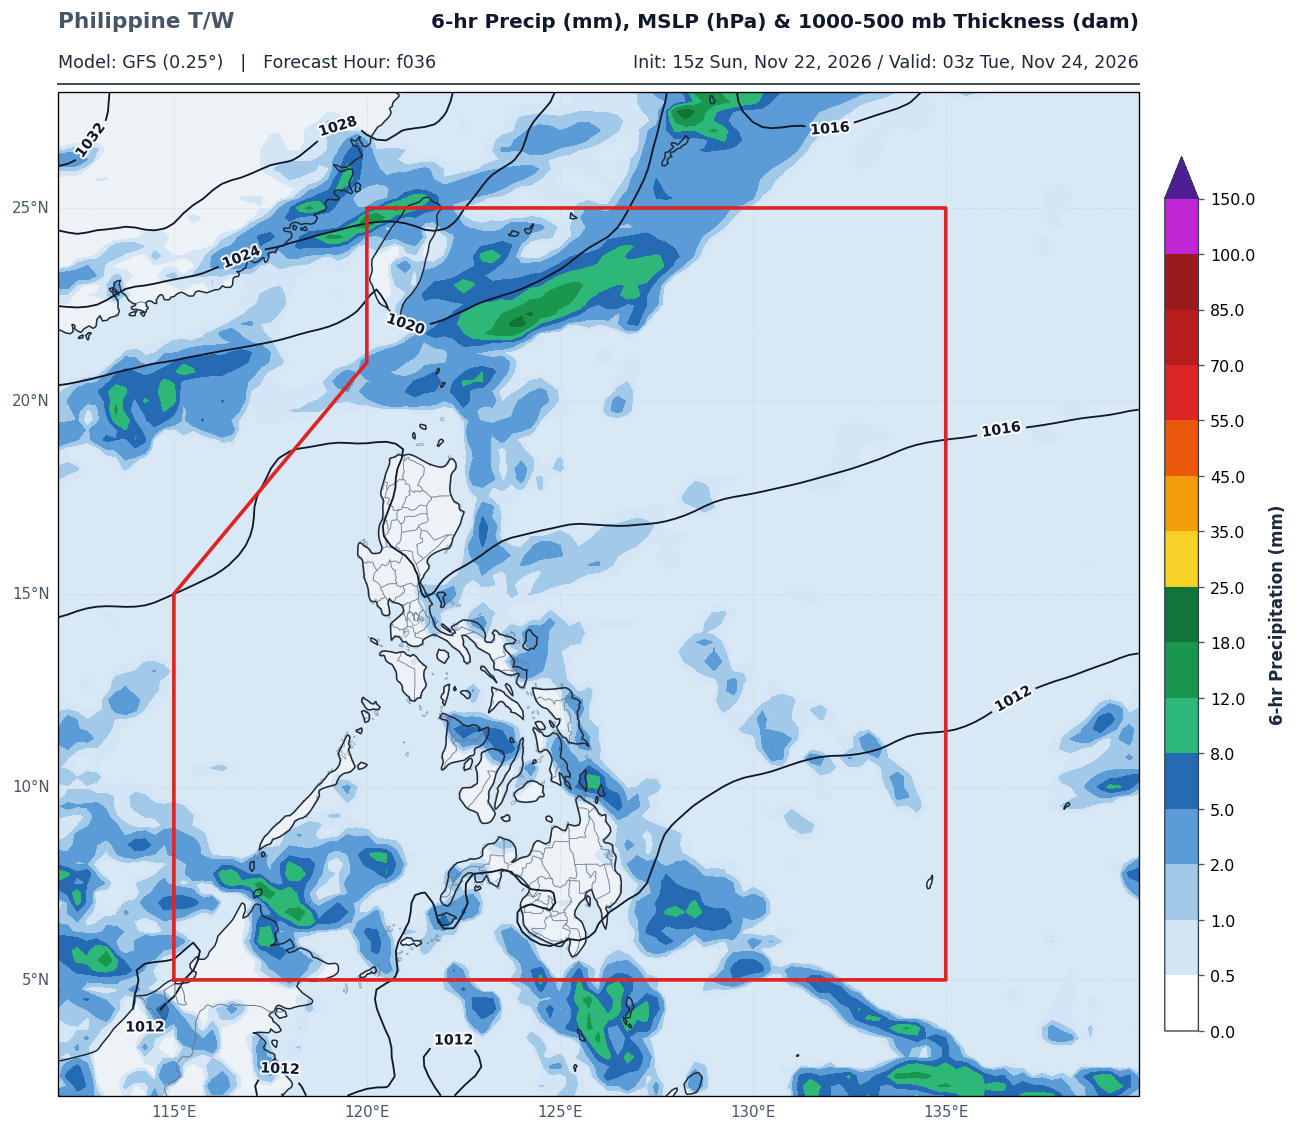 Philippine T/W
6-hr Precip (mm), MSLP (hPa) & 1000-500 mb Thickness (dam)
Model: GFS (0.25°) | Forecast Hour: f036
Init: 15z Sun, Nov 22, 2026 / Valid: 03z Tue, Nov 24, 2026
1032
1028
1016
1024
1020
1016
1012
1012
1012
1012
25°N
20°N
15°N
10°N
5°N
115°E
120°E
125°E
130°E
135°E
150.0
100.0
85.0
70.0
55.0
45.0
35.0
25.0
18.0
12.0
8.0
5.0
2.0
1.0
0.5
0.0
6-hr Precipitation (mm)